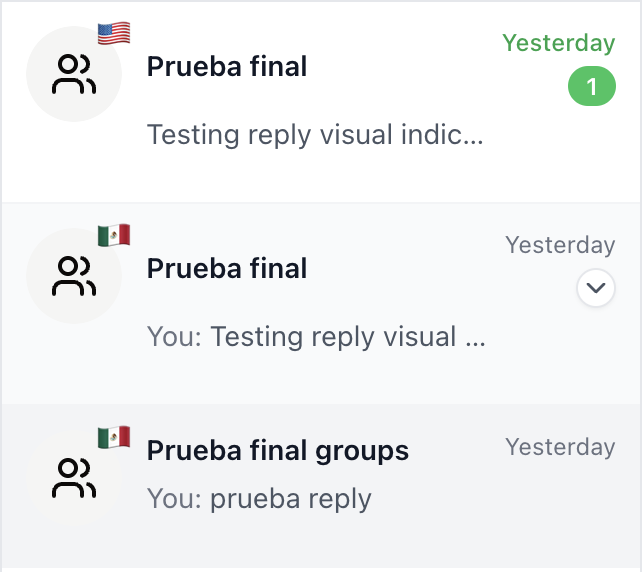 Prueba final
Yesterday
1
Testing reply visual indic...
Prueba final
Yesterday
You: Testing reply visual ...
Prueba final groups
Yesterday
You: prueba reply